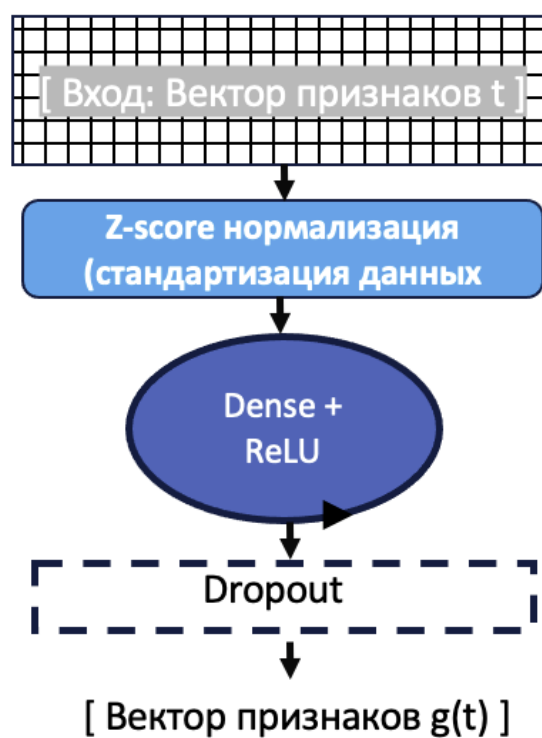 [ Вход: Вектор признаков t ]
Z-score нормализация
(стандартизация данных
Dense +
ReLU
Dropout
[ Вектор признаков g(t) ]